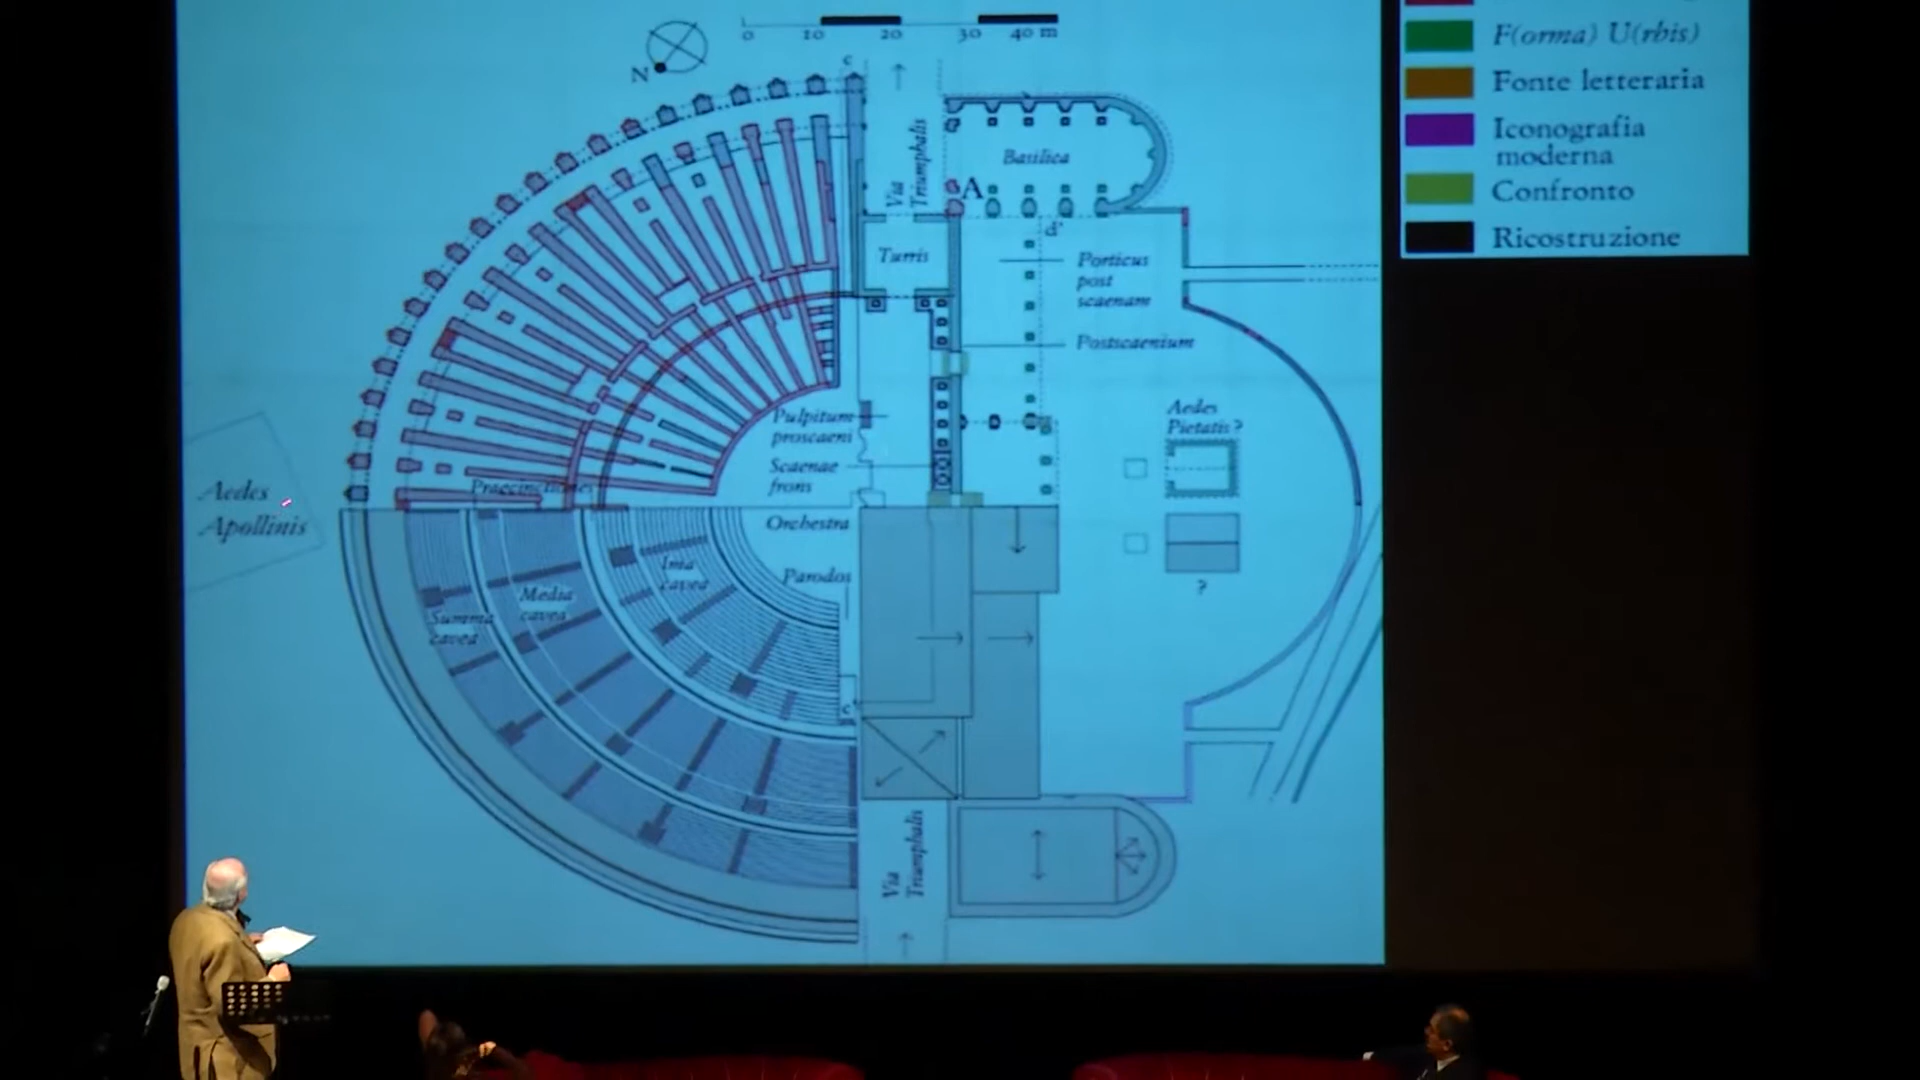 0 10 20 30 40 m
N
c
F(orma) U(rbis)
Fonte letteraria
Iconografia
moderna
Confronto
Ricostruzione
Via
Triumphalis
Basilica
A
d'
Turris
Porticus
post
scaenam
Postscaenium
Pulpitum
proscaeni
Scaenae
frons
Aedes
Pietatis?
Aedes
Apollinis
Praecinctiones
Orchestra
Parodos
Ima
cavea
Media
cavea
Summa
cavea
?
c'
Via
Triumphalis